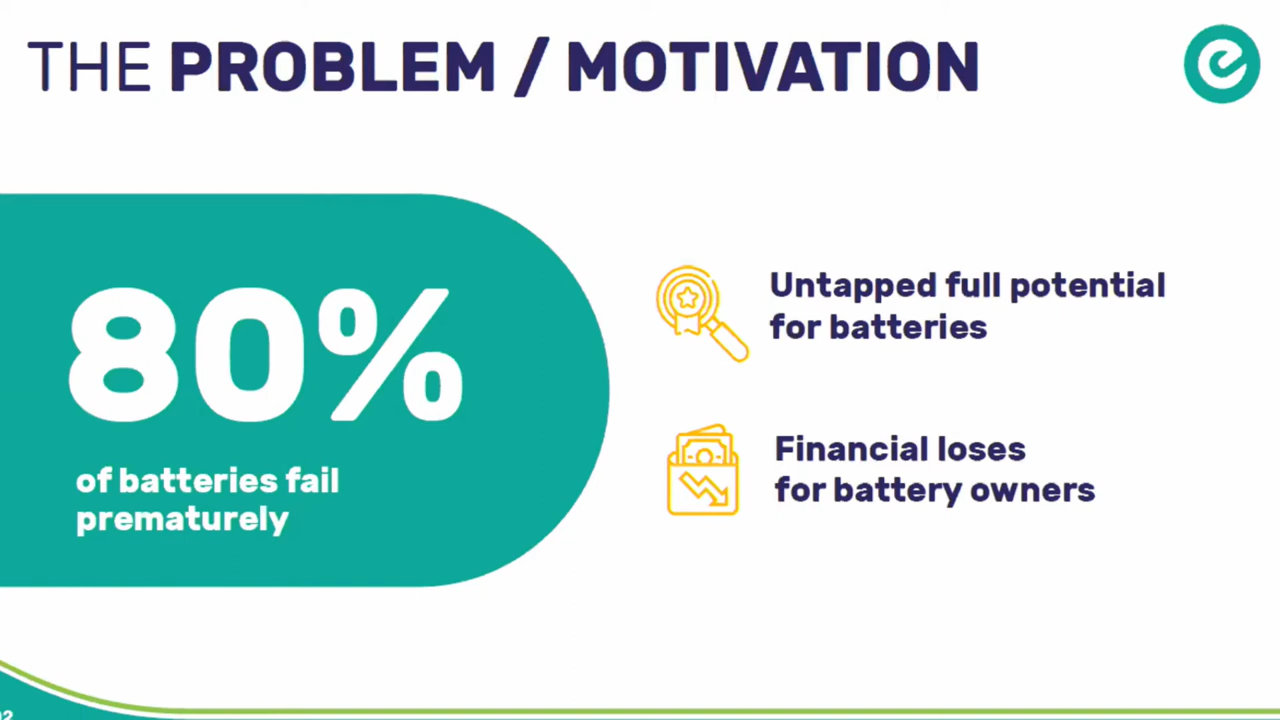 THE PROBLEM / MOTIVATION
80%
of batteries fail
prematurely
Untapped full potential
for batteries
Financial loses
for battery owners